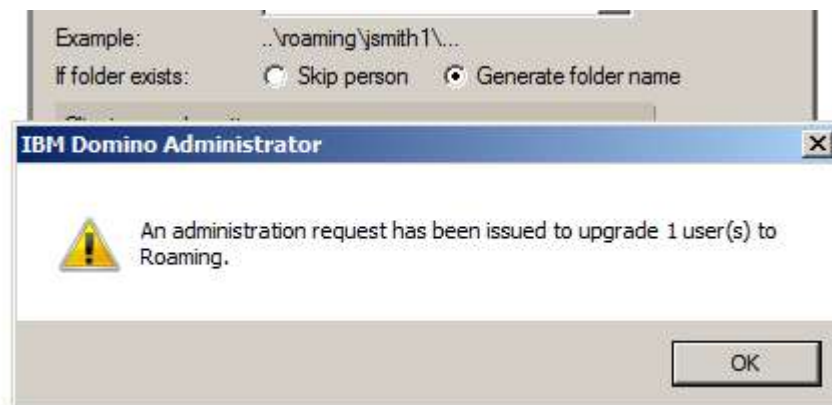 Example: ..\roaming\jsmith1\...
If folder exists: Skip person Generate folder name
IBM Domino Administrator
An administration request has been issued to upgrade 1 user(s) to
Roaming.
OK